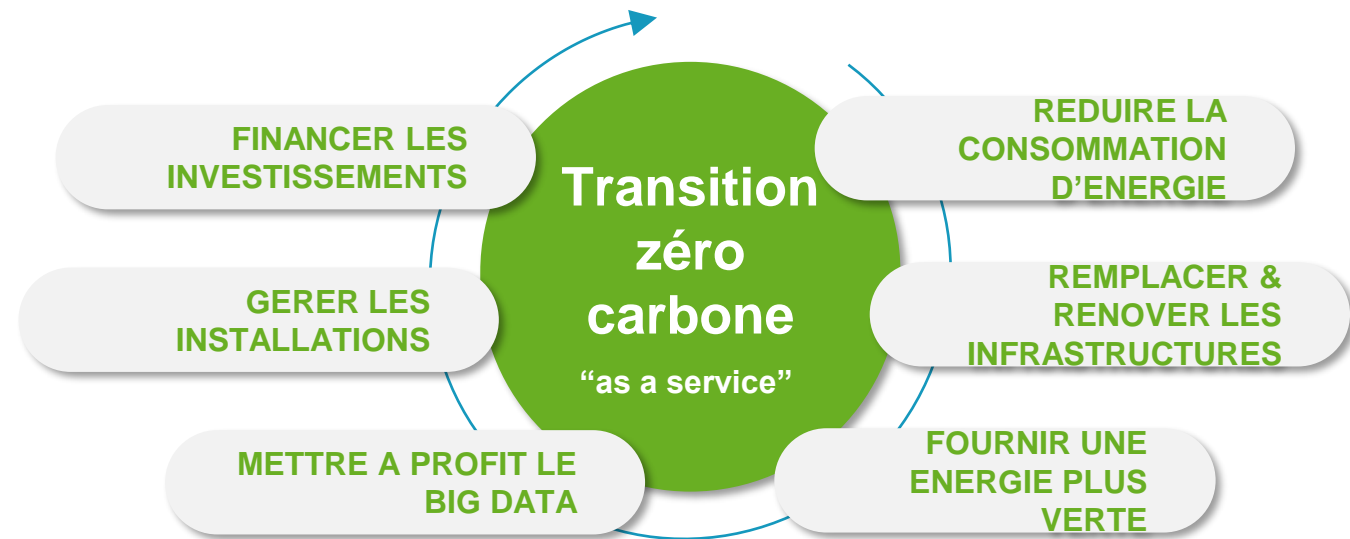 Transition
zéro
carbone
“as a service”
REDUIRE LA
CONSOMMATION
D’ENERGIE
REMPLACER &
RENOVER LES
INFRASTRUCTURES
FOURNIR UNE
ENERGIE PLUS
VERTE
METTRE A PROFIT LE
BIG DATA
GERER LES
INSTALLATIONS
FINANCER LES
INVESTISSEMENTS